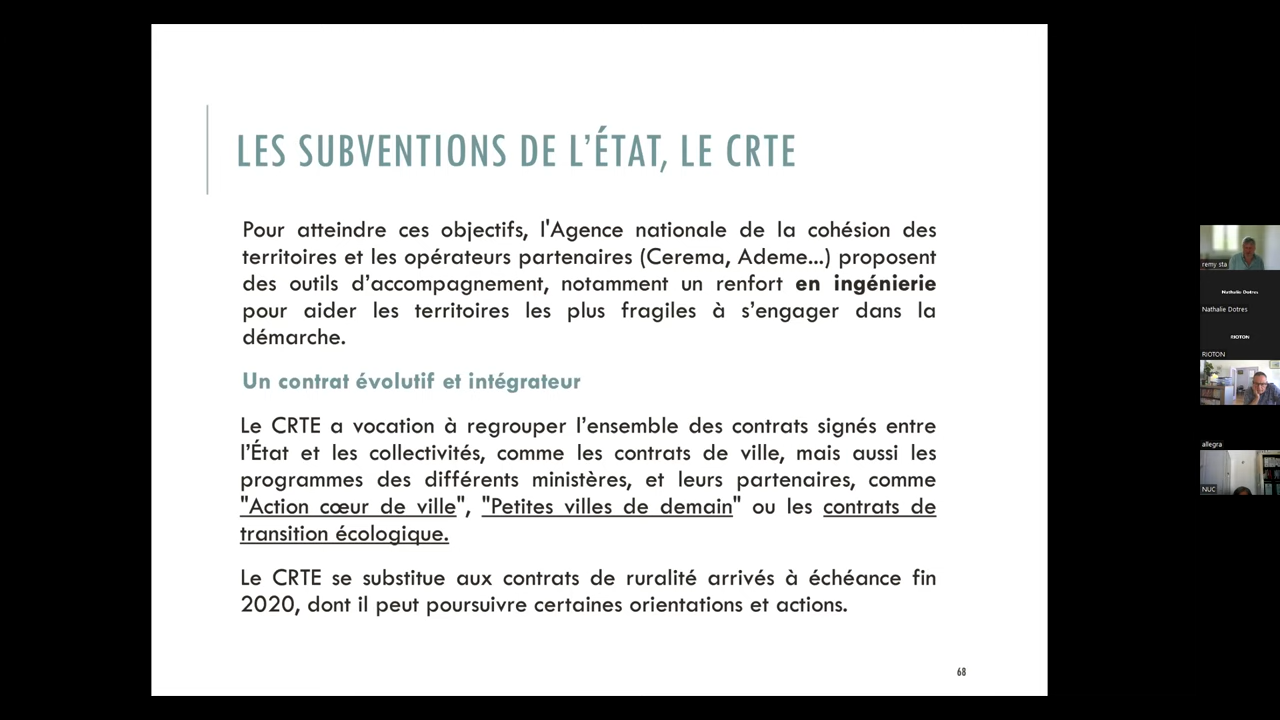 LES SUBVENTIONS DE L'ÉTAT, LE CRTE
Pour atteindre ces objectifs, l'Agence nationale de la cohésion des
territoires et les opérateurs partenaires (Cerema, Ademe...) proposent
des outils d'accompagnement, notamment un renfort en ingénierie
pour aider les territoires les plus fragiles à s'engager dans la
démarche.
Un contrat évolutif et intégrateur
Le CRTE a vocation à regrouper l'ensemble des contrats signés entre
l'État et les collectivités, comme les contrats de ville, mais aussi les
programmes des différents ministères, et leurs partenaires, comme
"Action cœur de ville", "Petites villes de demain" ou les contrats de
transition écologique.
Le CRTE se substitue aux contrats de ruralité arrivés à échéance fin
2020, dont il peut poursuivre certaines orientations et actions.
68
remy sta
Nathalie Dotres
Nathalie Dotres
RIOTON
RIOTON
allegra
NUC